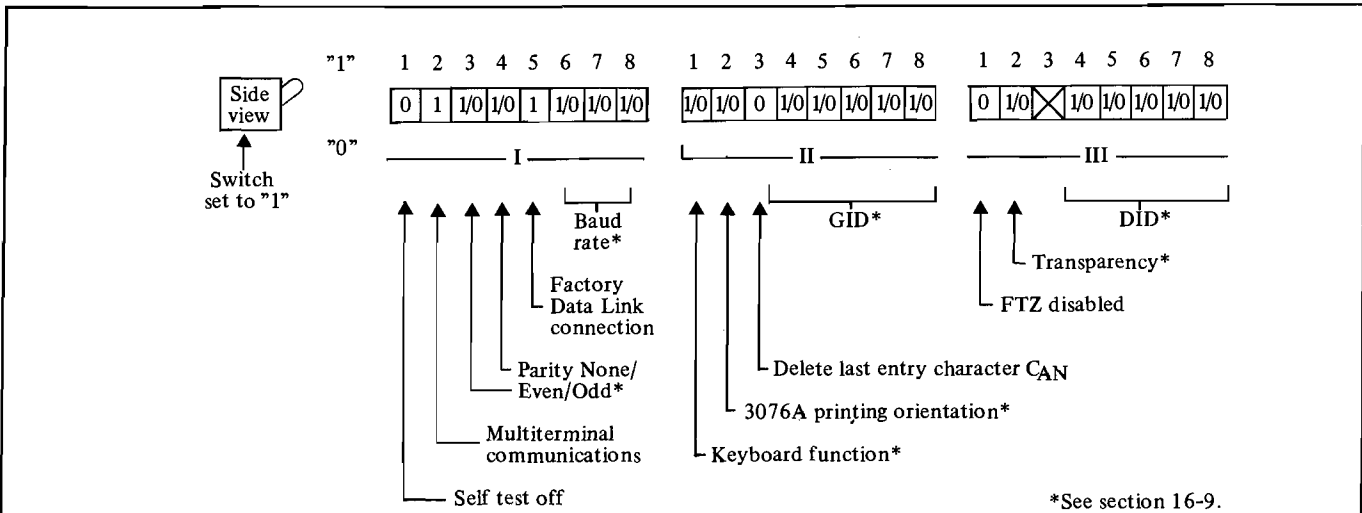 "1" 1 2 3 4 5 6 7 8 1 2 3 4 5 6 7 8 1 2 3 4 5 6 7 8
Side
view
0 1 1/0 1/0 1 1/0 1/0 1/0 1/0 1/0 0 1/0 1/0 1/0 1/0 1/0 0 1/0 1/0 1/0 1/0 1/0 1/0
"0"
I II III
Switch
set to "1"
Baud
rate*
GID*
DID*
Factory
Data Link
connection
Transparency*
FTZ disabled
Parity None/
Even/Odd*
Delete last entry character CAN
3076A printing orientation*
Multiterminal
communications
Keyboard function*
Self test off
*See section 16-9.